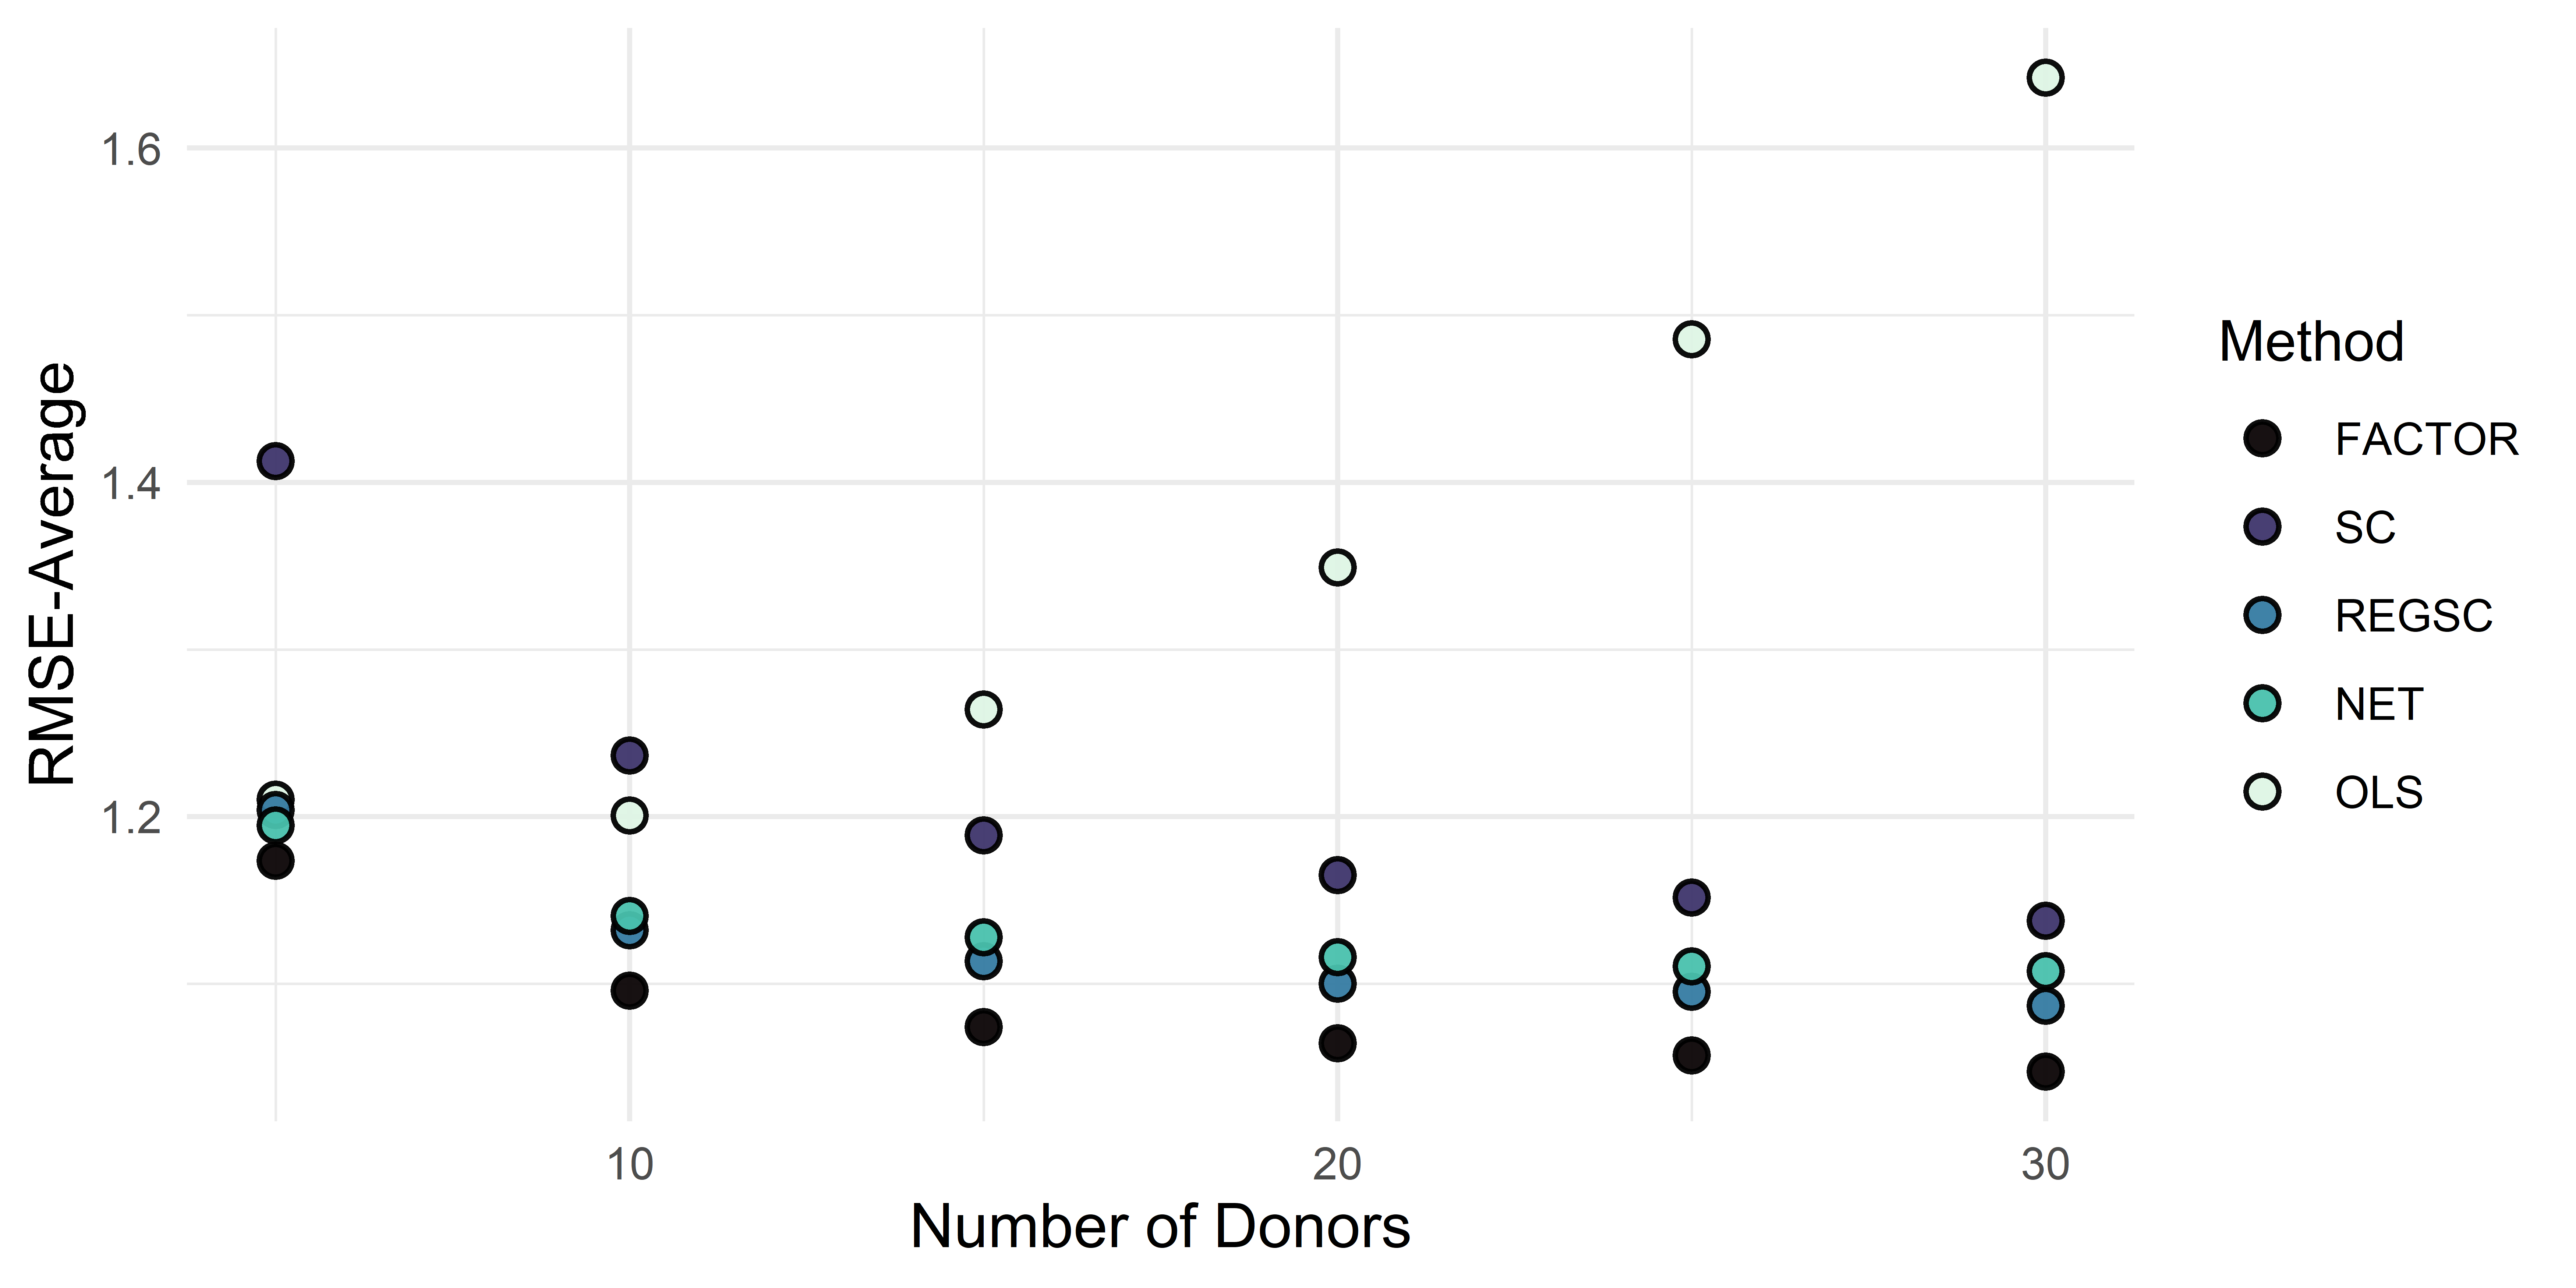 RMSE-Average
1.6
1.4
1.2
10
20
30
Number of Donors
Method
FACTOR
SC
REGSC
NET
OLS